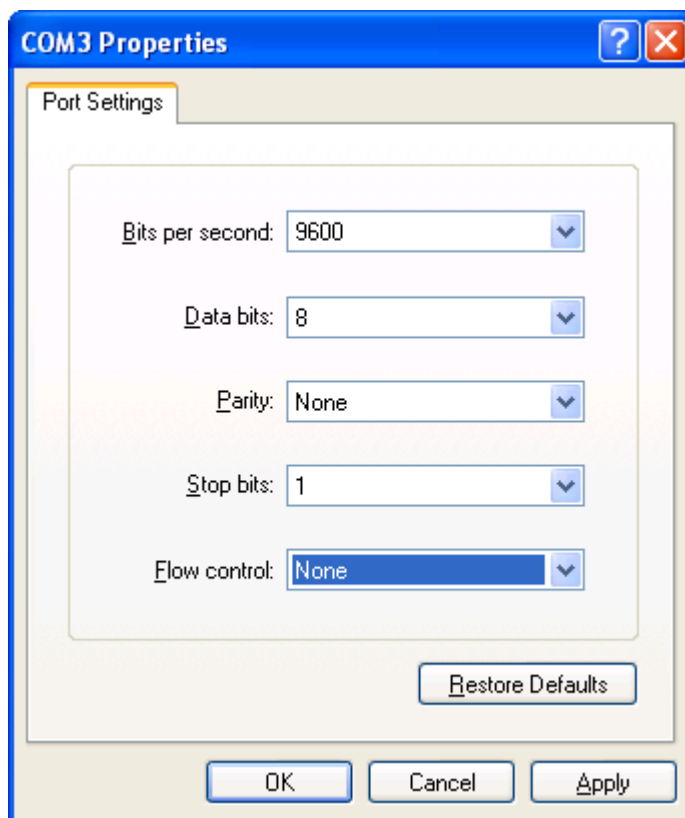 COM3 Properties
Port Settings
Bits per second: 9600
Data bits: 8
Parity: None
Stop bits: 1
Flow control: None
Restore Defaults
OK Cancel Apply